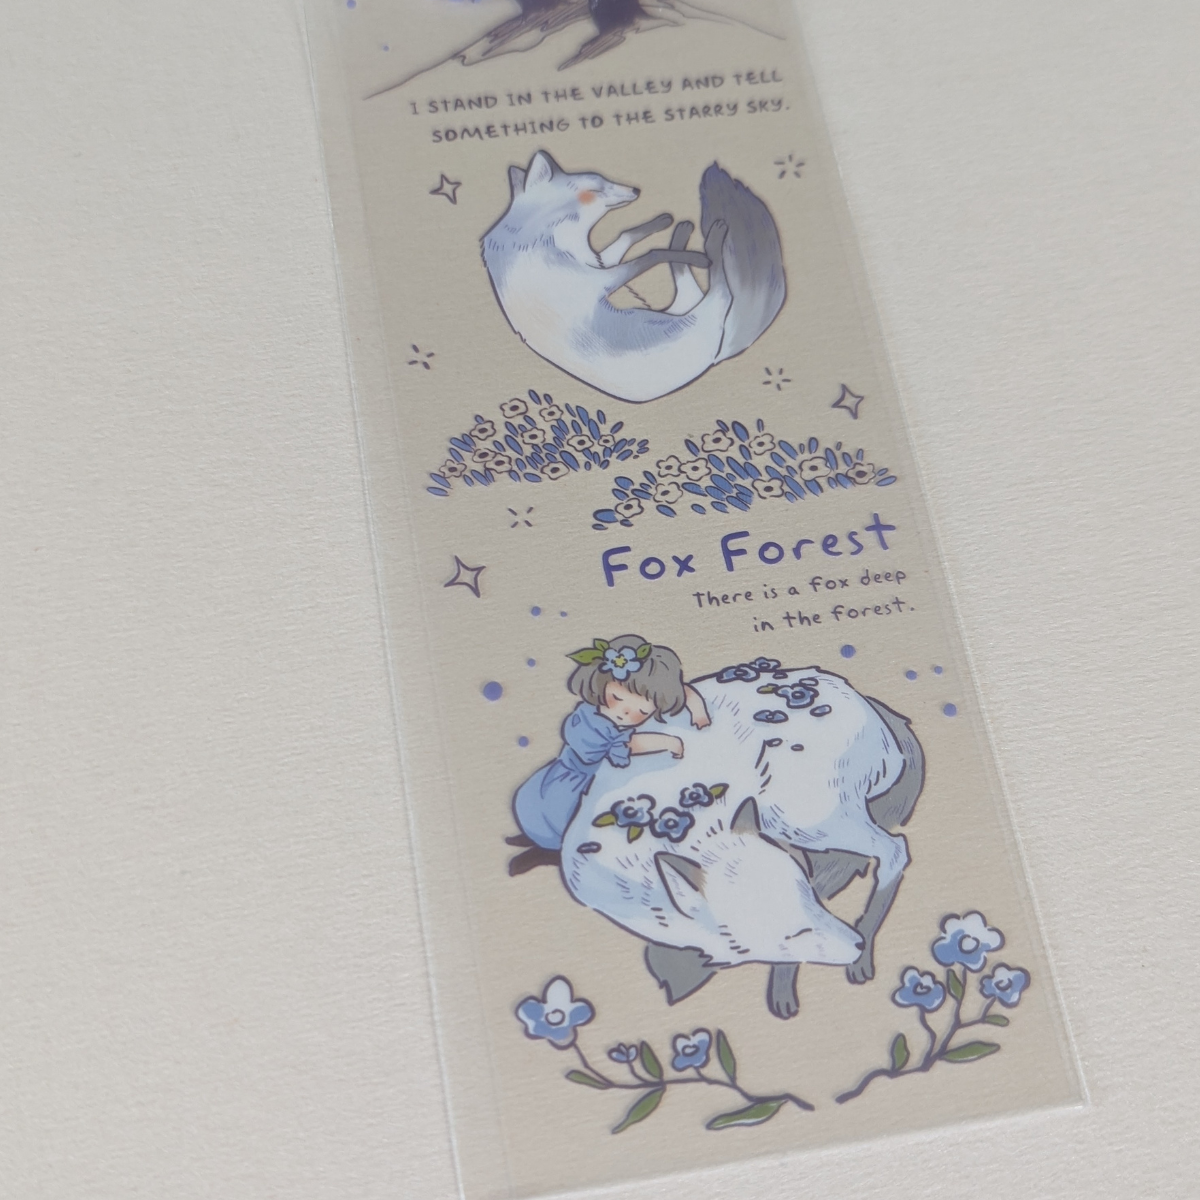 I STAND IN THE VALLEY AND TELL
SOMETHING TO THE STARRY SKY.
Fox Forest
There is a fox deep
in the forest.